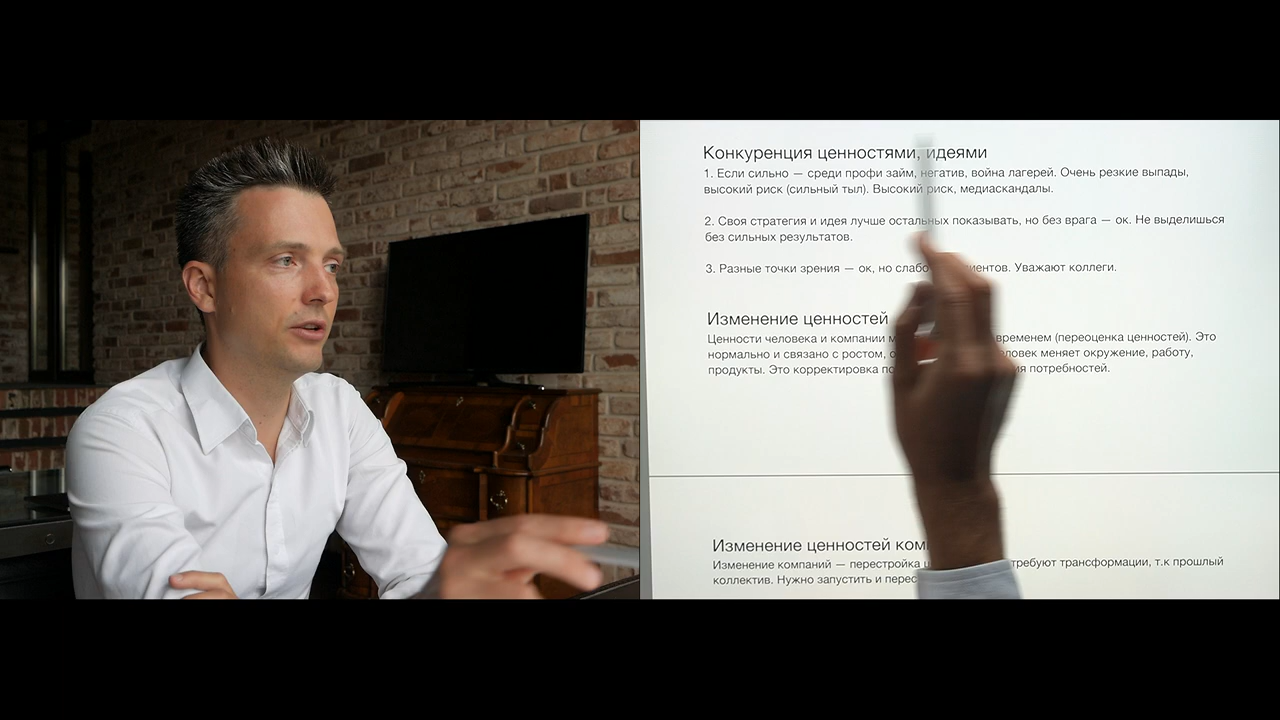 Конкуренция ценностями, идеями
1. Если сильно — среди профи займ, негатив, война лагерей. Очень резкие выпады,
высокий риск (сильный тыл). Высокий риск, медиаскандалы.
2. Своя стратегия и идея лучше остальных показывать, но без врага — ок. Не выделишься
без сильных результатов.
3. Разные точки зрения — ок, но слабо Уважают коллеги.
Изменение ценностей
Ценности человека и компании временем (переоценка ценностей). Это
нормально и связано с ростом, меняет окружение, работу,
продукты. Это корректировка потребностей.
Изменение ценностей
Изменение компаний — перестройка требуют трансформации, т.к прошлый
коллектив. Нужно запустить и